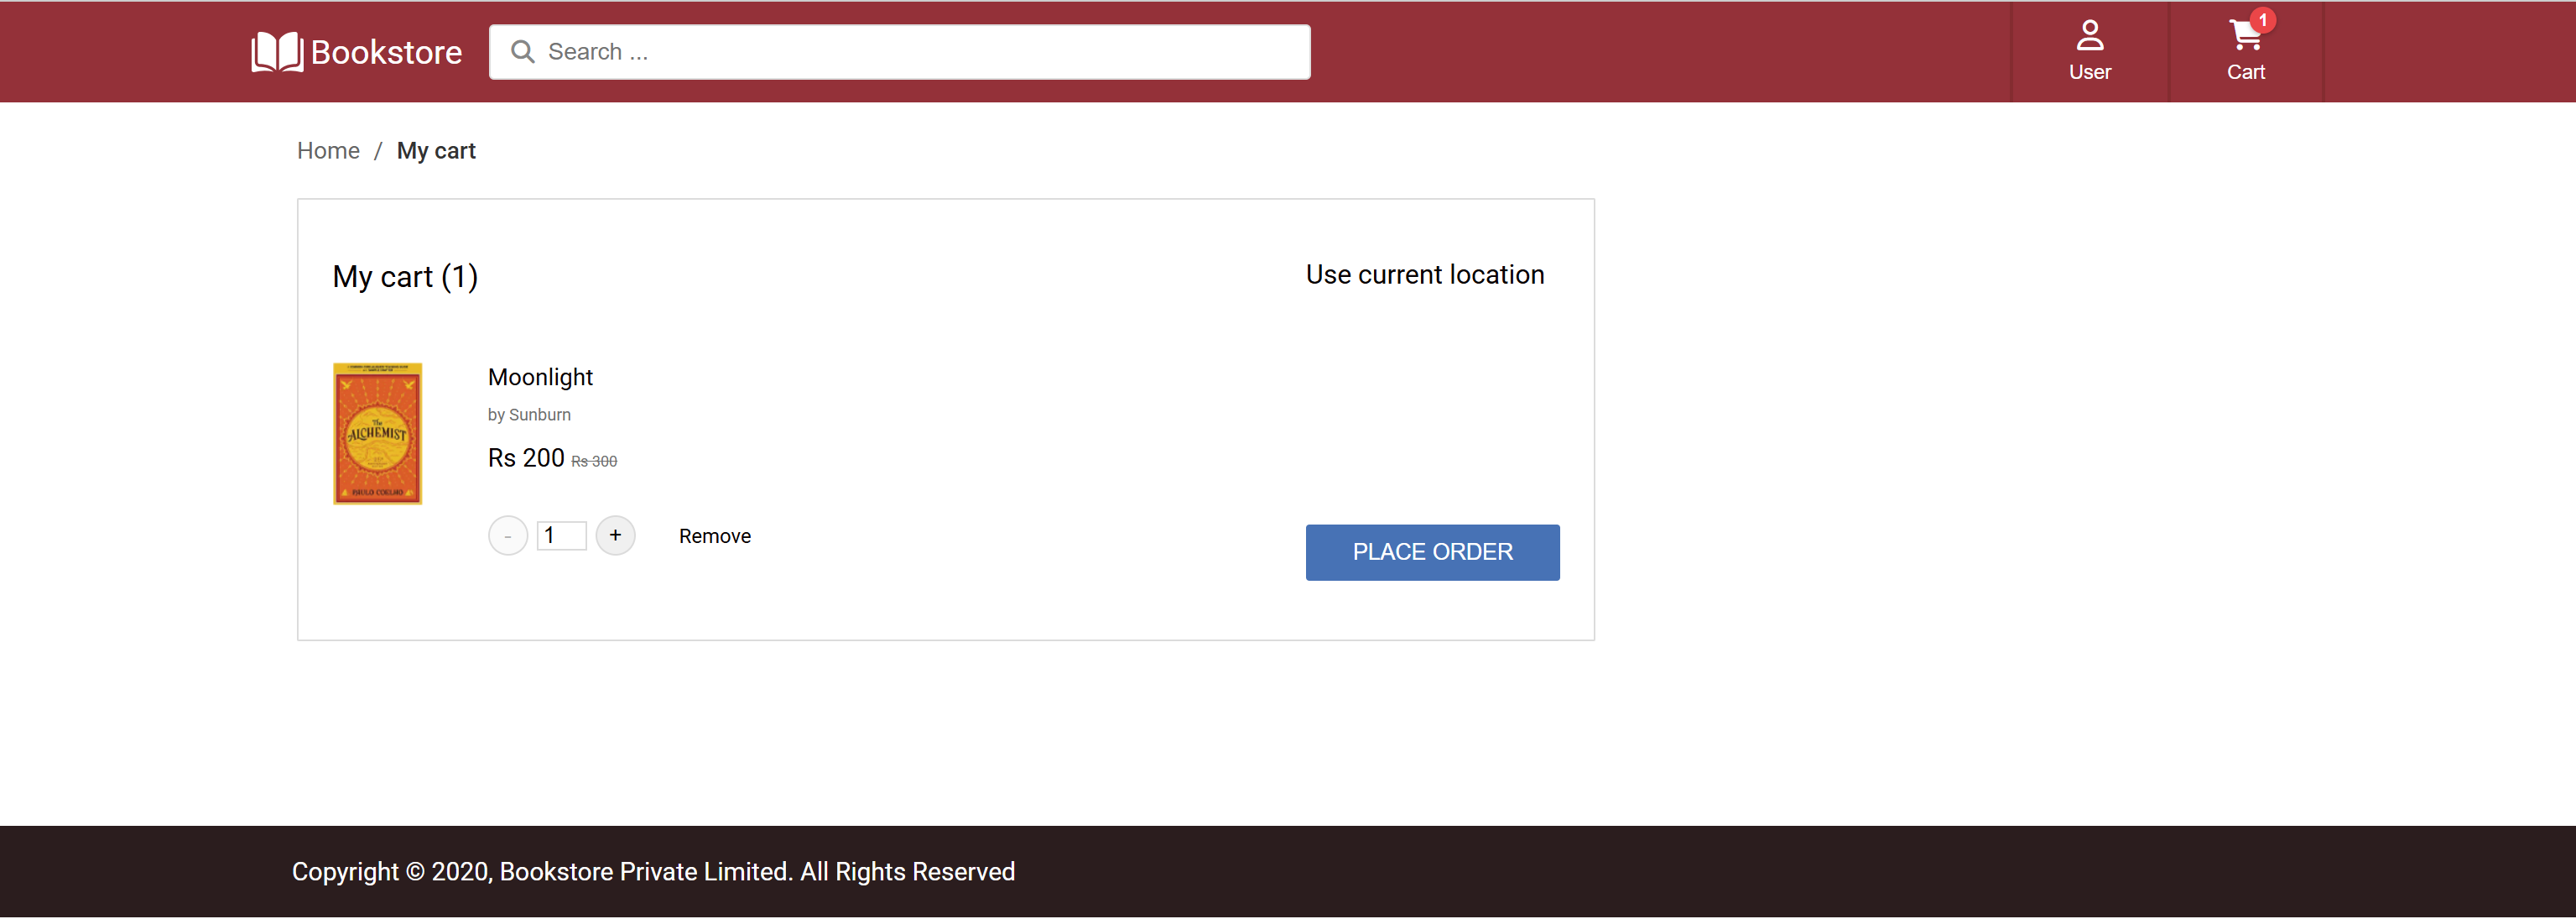 Bookstore
Search ...
User
1
Cart
Home / My cart
My cart (1)
Use current location
The
ALCHEMIST
PAULO COELHO
Moonlight
by Sunburn
Rs 200 Rs 300
- 1 +
Remove
PLACE ORDER
Copyright © 2020, Bookstore Private Limited. All Rights Reserved